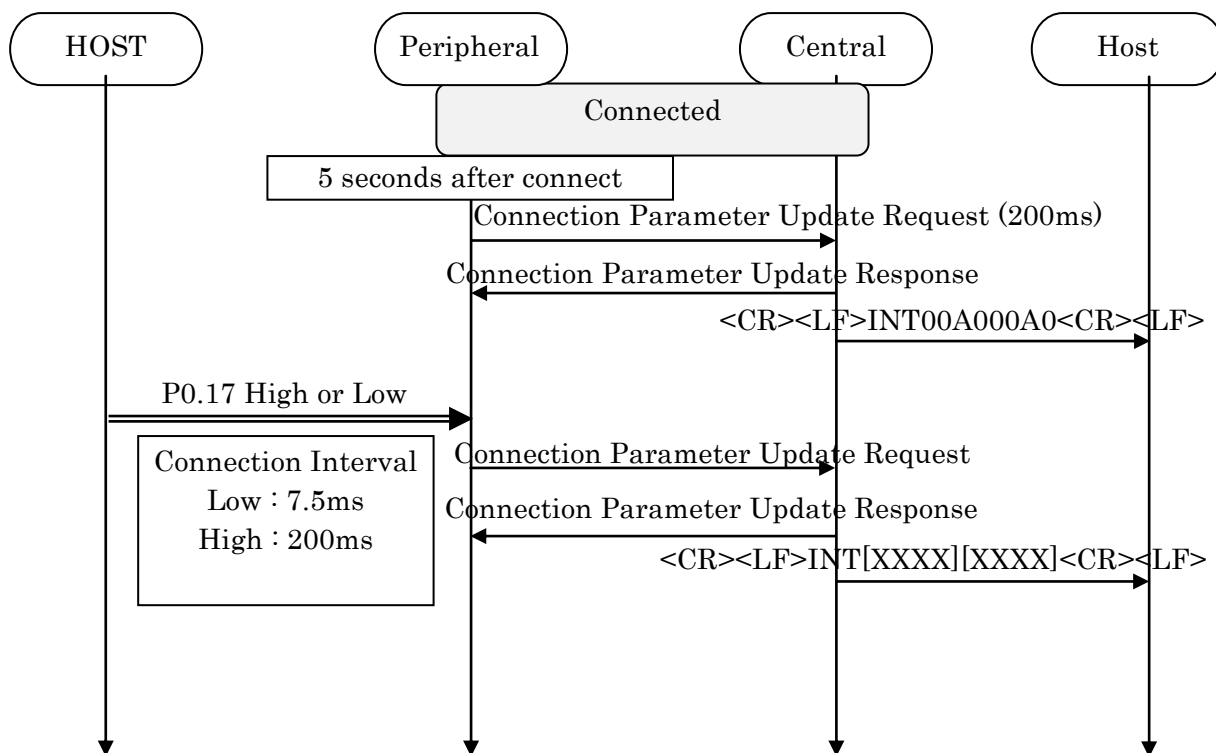 HOST
Peripheral
Central
Host
Connected
5 seconds after connect
Connection Parameter Update Request (200ms)
Connection Parameter Update Response
<CR><LF>INT00A000A0<CR><LF>
P0.17 High or Low
Connection Interval
Low : 7.5ms
High : 200ms
Connection Parameter Update Request
Connection Parameter Update Response
<CR><LF>INT[XXXX][XXXX]<CR><LF>